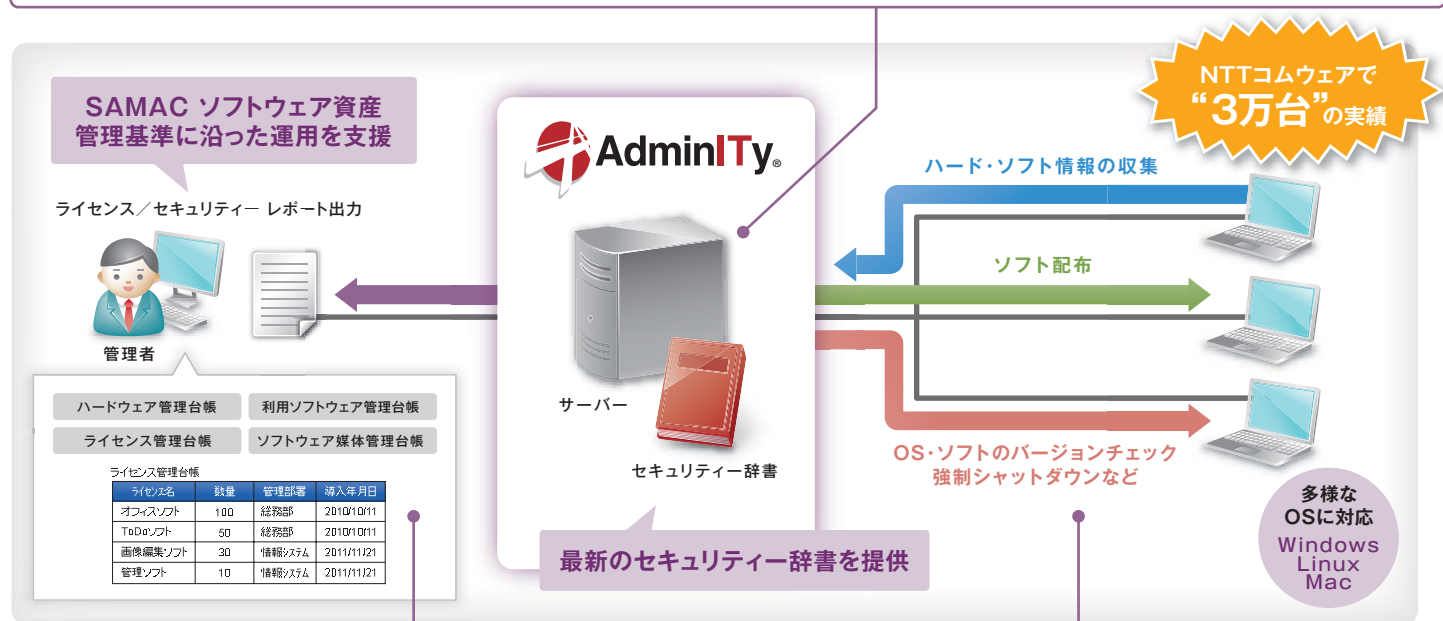 SAMAC ソフトウェア資産
管理基準に沿った運用を支援
ライセンス／セキュリティー レポート出力
管理者
ハードウェア管理台帳
利用ソフトウェア管理台帳
ライセンス管理台帳
ソフトウェア媒体管理台帳
ライセンス管理台帳
ライセンス名 数量 管理部署 導入年月日
オフィスソフト 100 総務部 2010/10/11
ToDoソフト 50 総務部 2010/10/11
画像編集ソフト 30 情報システム 2011/11/21
管理ソフト 10 情報システム 2011/11/21
AdminITy®
サーバー
セキュリティー辞書
最新のセキュリティー辞書を提供
NTTコムウェアで
“3万台”の実績
ハード・ソフト情報の収集
ソフト配布
OS・ソフトのバージョンチェック
強制シャットダウンなど
多様な
OSに対応
Windows
Linux
Mac